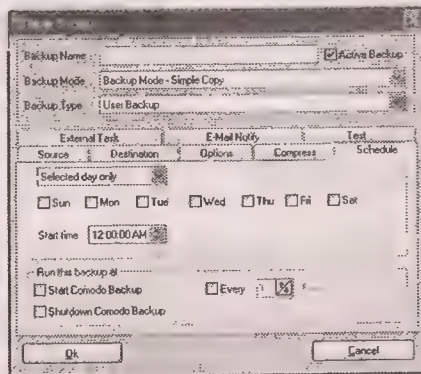 Backup Name
Active Backup
Backup Mode
Backup Mode - Simple Copy
Backup Type
User Backup
External Task
E-Mail Notify
Test
Source
Destination
Options
Compress
Schedule
Selected day only
Sun Mon Tue Wed Thu Fri Sat
Start time 12:00:00 AM
Run this backup at
Start Comodo Backup
Every
Shutdown Comodo Backup
Ok
Cancel